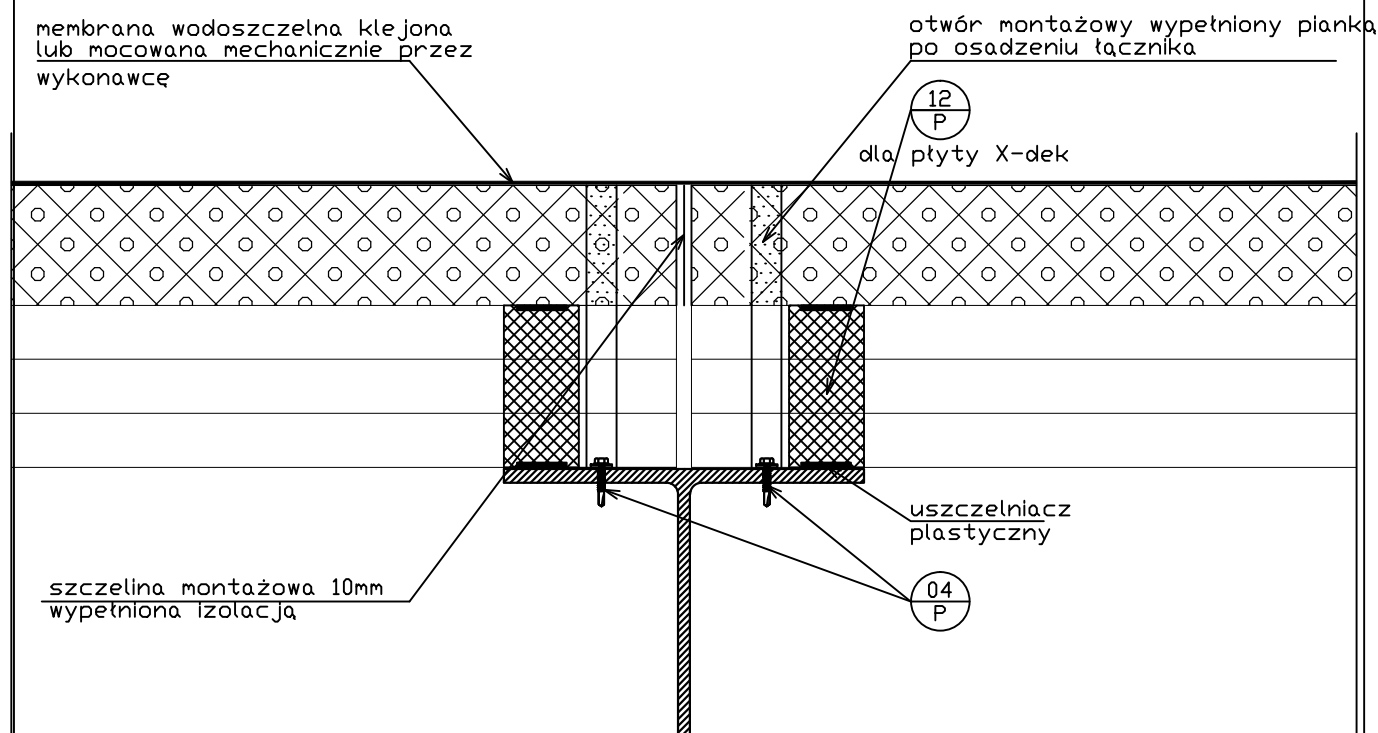 membrana wodoszczelna klejona
lub mocowana mechanicznie przez
wykonawcę
otwór montażowy wypełniony pianką
po osadzeniu łącznika
12
P
dla płyty X-dek
uszczelniacz
plastyczny
szczelina montażowa 10mm
wypełniona izolacją
04
P